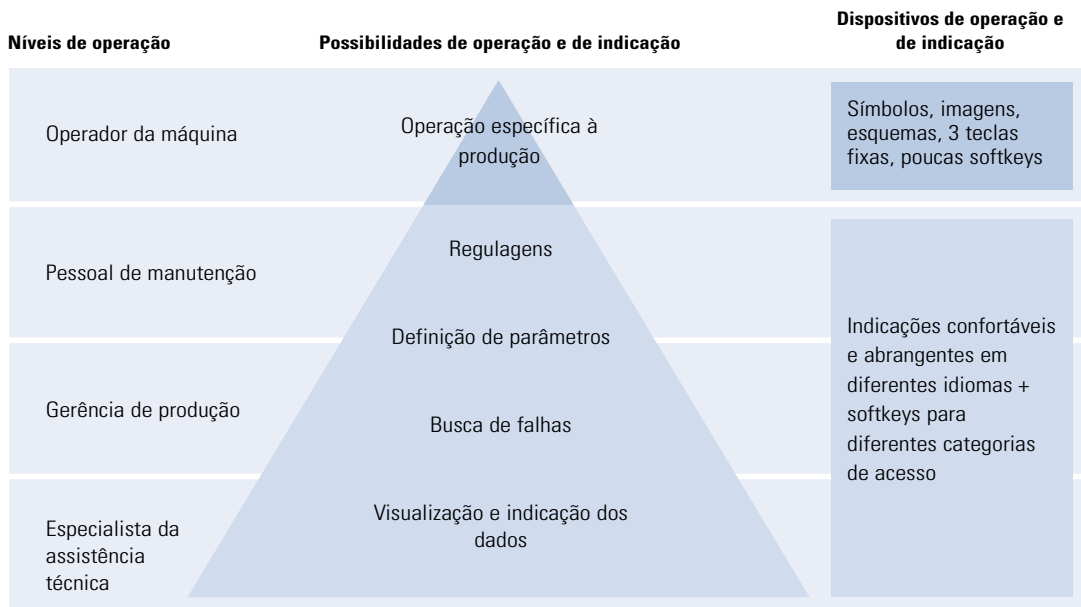 Níveis de operação
Possibilidades de operação e de indicação
Dispositivos de operação e
de indicação
Operador da máquina
Operação específica à
produção
Símbolos, imagens,
esquemas, 3 teclas
fixas, poucas softkeys
Pessoal de manutenção
Regulagens
Definição de parâmetros
Gerência de produção
Busca de falhas
Indicações confortáveis
e abrangentes em
diferentes idiomas +
softkeys para
diferentes categorias
de acesso
Especialista da
assistência
técnica
Visualização e indicação dos
dados